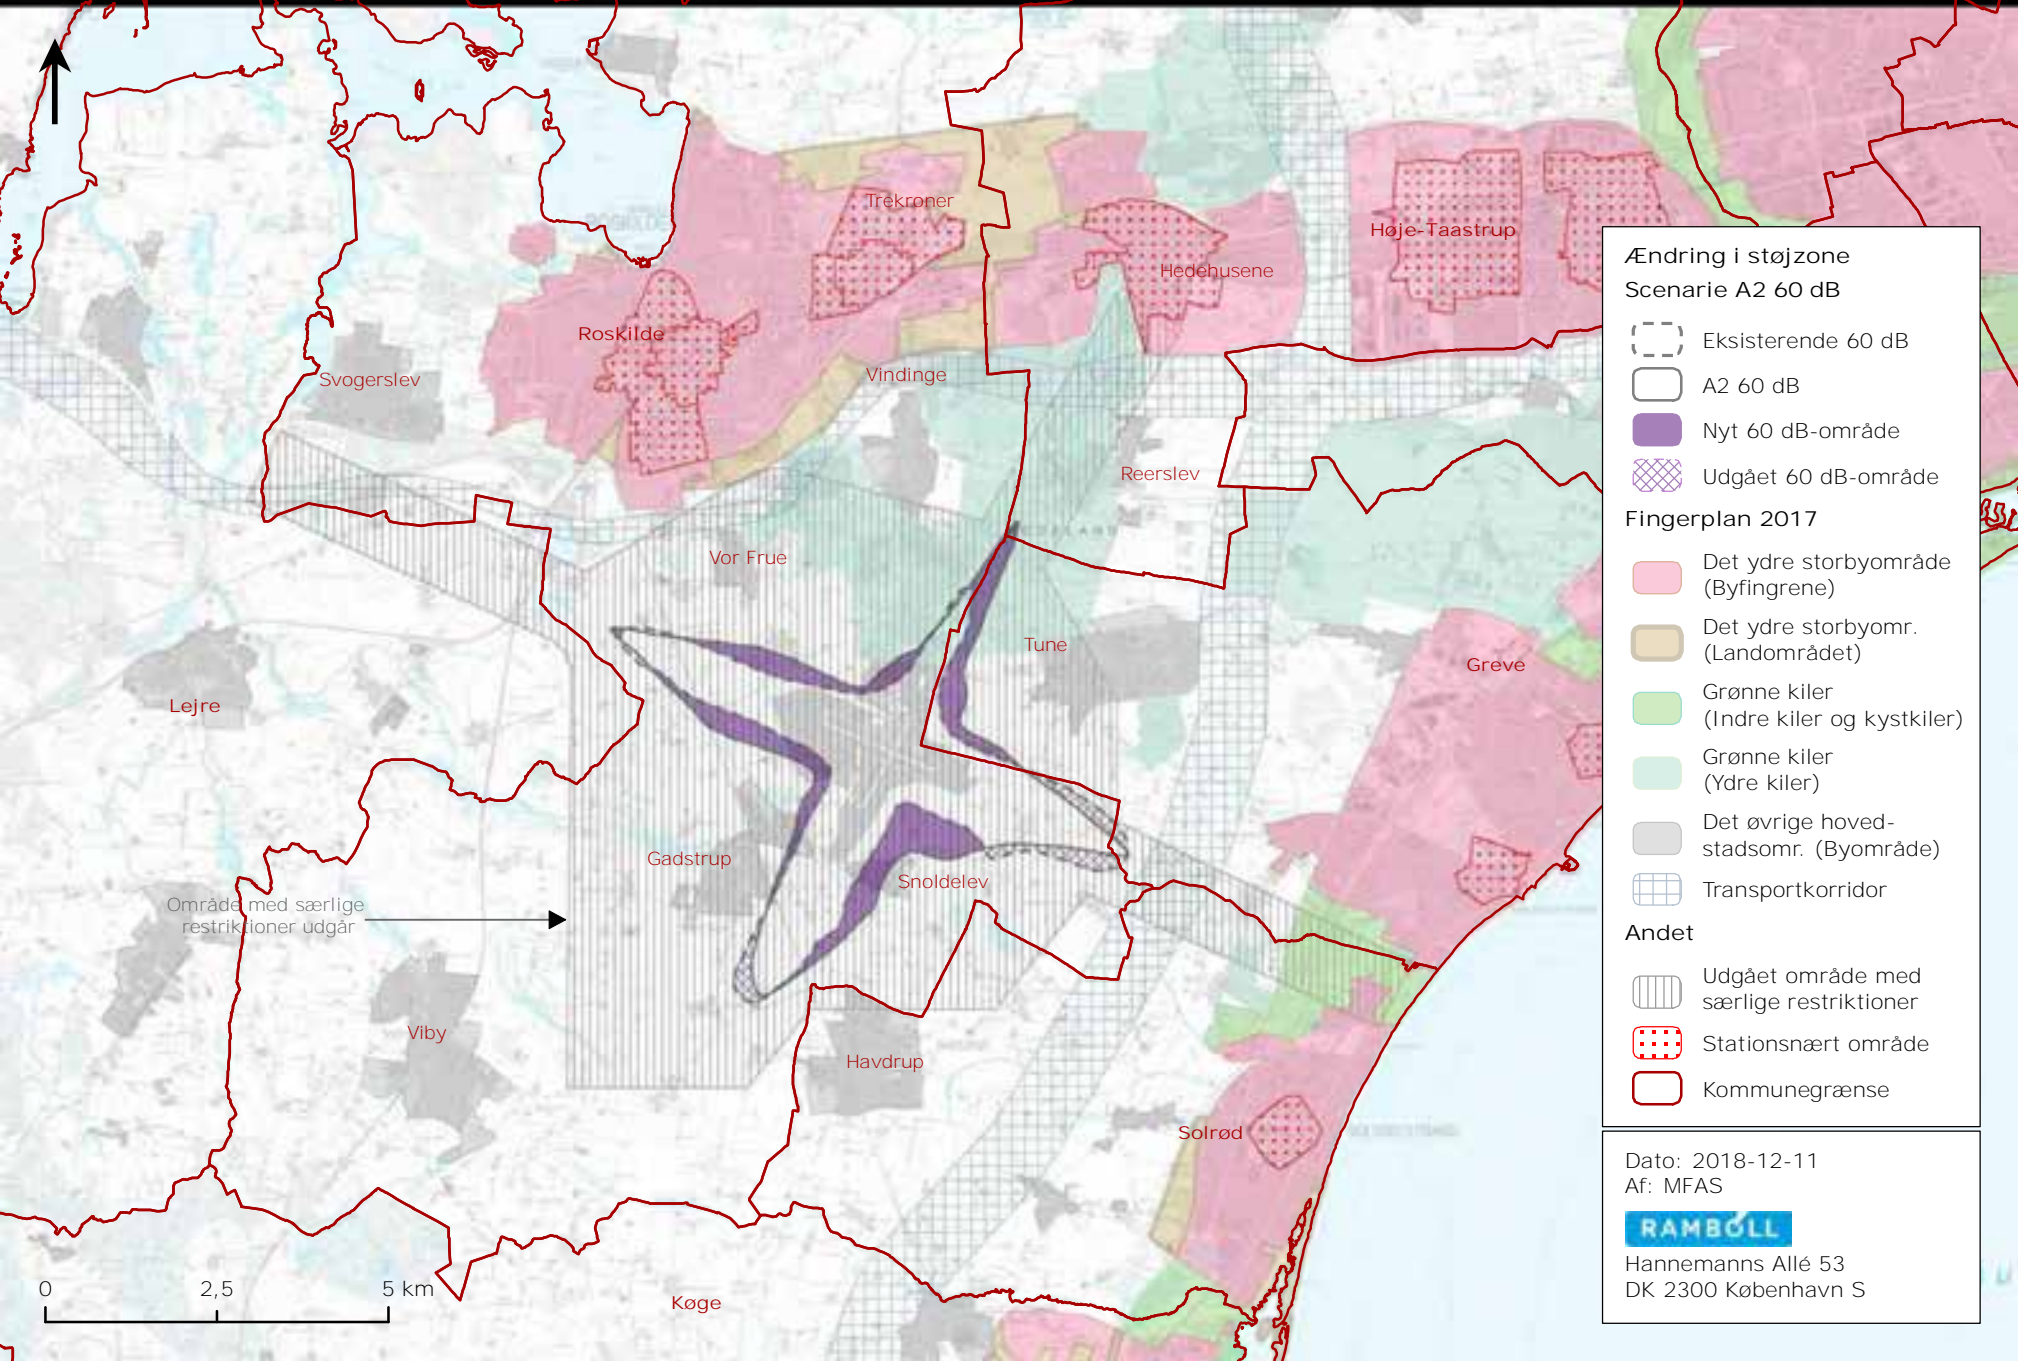 Trekroner
Høje-Taastrup
Hedehusene
Roskilde
Svogerslev
Vindinge
Reerslev
Vor Frue
Tune
Greve
Lejre
Gadstrup
Snoldelev
Område med særlige
restriktioner udgår
Viby
Havdrup
Solrød
Køge
0 2,5 5 km
Ændring i støjzone
Scenarie A2 60 dB
Eksisterende 60 dB
A2 60 dB
Nyt 60 dB-område
Udgået 60 dB-område
Fingerplan 2017
Det ydre storbyområde
(Byfingrene)
Det ydre storbyomr.
(Landområdet)
Grønne kiler
(Indre kiler og kystkiler)
Grønne kiler
(Ydre kiler)
Det øvrige hoved-
stadsomr. (Byområde)
Transportkorridor
Andet
Udgået område med
særlige restriktioner
Stationsnært område
Kommunegrænse
Dato: 2018-12-11
Af: MFAS
RAMBOLL
Hannemanns Allé 53
DK 2300 København S